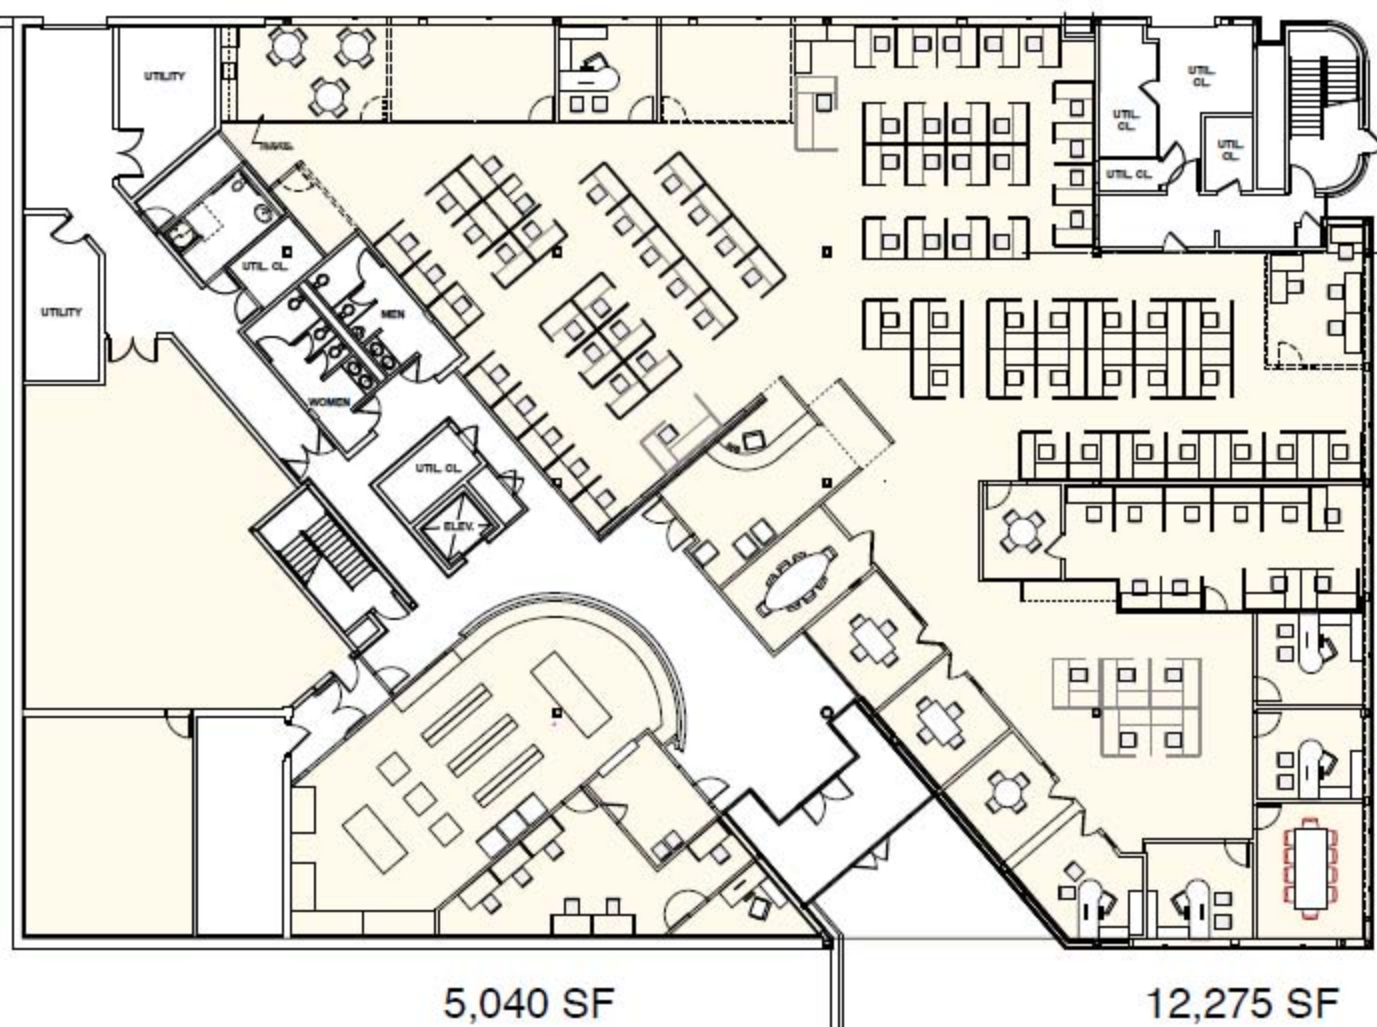 UTILITY
UTIL.
CL.
UTIL.
CL.
UTIL.
CL.
UTIL. CL.
UTIL. CL.
UTILITY
MEN
WOMEN
UTIL. CL.
ELEV.
5,040 SF
12,275 SF